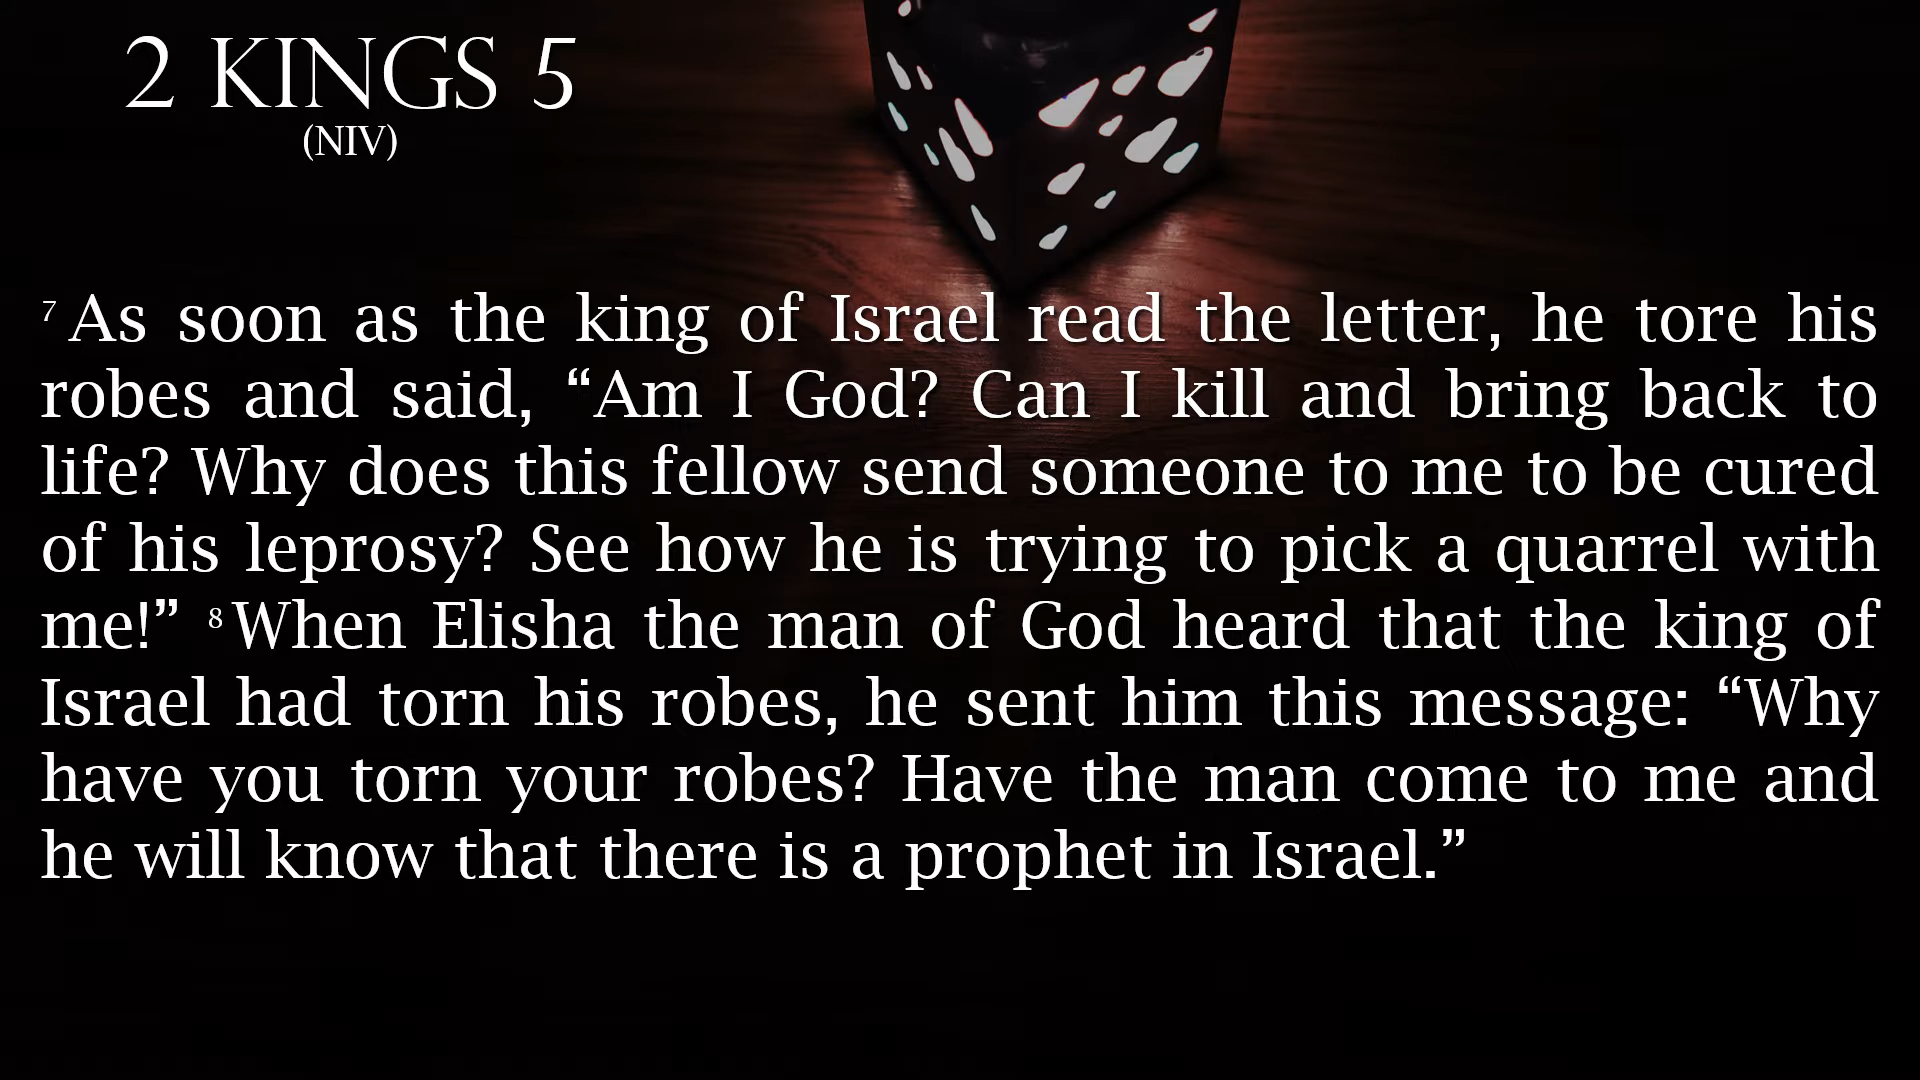 2 KINGS 5
(NIV)
7 As soon as the king of Israel read the letter, he tore his
robes and said, “Am I God? Can I kill and bring back to
life? Why does this fellow send someone to me to be cured
of his leprosy? See how he is trying to pick a quarrel with
me!” 8 When Elisha the man of God heard that the king of
Israel had torn his robes, he sent him this message: “Why
have you torn your robes? Have the man come to me and
he will know that there is a prophet in Israel.”